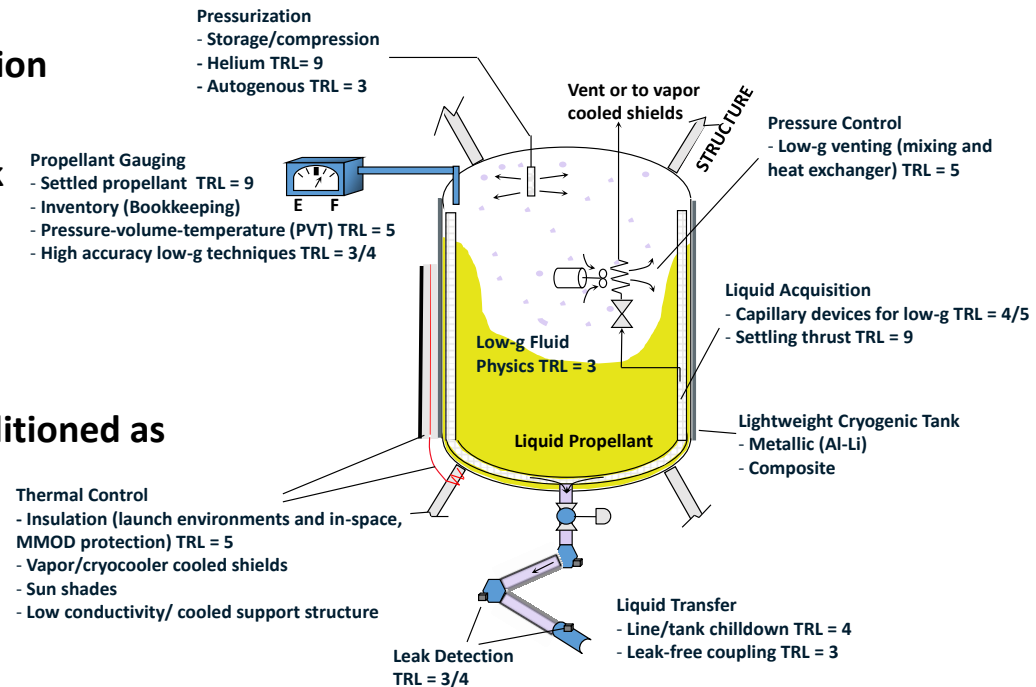 Pressurization
- Storage/compression
- Helium TRL= 9
- Autogenous TRL = 3
ion
Vent or to vapor
cooled shields
STRUCTURE
Pressure Control
- Low-g venting (mixing and
heat exchanger) TRL = 5
k
Propellant Gauging
- Settled propellant TRL = 9
- Inventory (Bookkeeping)
- Pressure-volume-temperature (PVT) TRL = 5
- High accuracy low-g techniques TRL = 3/4
E F
Liquid Acquisition
- Capillary devices for low-g TRL = 4/5
- Settling thrust TRL = 9
Low-g Fluid
Physics TRL = 3
Liquid Propellant
Lightweight Cryogenic Tank
- Metallic (Al-Li)
- Composite
ditioned as
Thermal Control
- Insulation (launch environments and in-space,
MMOD protection) TRL = 5
- Vapor/cryocooler cooled shields
- Sun shades
- Low conductivity/ cooled support structure
Liquid Transfer
- Line/tank chilldown TRL = 4
- Leak-free coupling TRL = 3
Leak Detection
TRL = 3/4